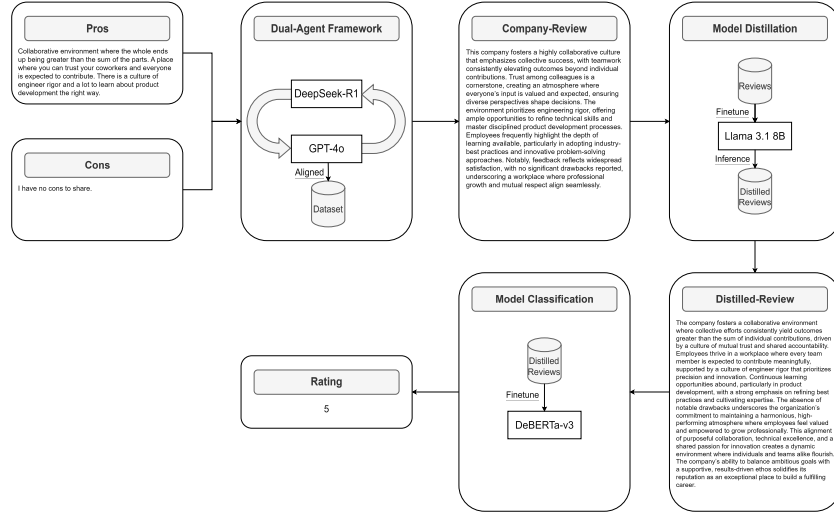 Pros
Collaborative environment where the whole ends
up being greater than the sum of the parts. A place
where you can trust your coworkers and everyone
is expected to contribute. There is a culture of
engineer rigor and a lot to learn about product
development the right way.
Cons
I have no cons to share.
Dual-Agent Framework
DeepSeek-R1
GPT-4o
Aligned
Dataset
Company-Review
This company fosters a highly collaborative culture
that emphasizes collective success, with teamwork
consistently elevating outcomes beyond individual
contributions. Trust among colleagues is a
cornerstone, creating an atmosphere where
everyone's input is valued and expected, ensuring
diverse perspectives shape decisions. The
environment prioritizes engineering rigor, offering
ample opportunities to refine technical skills and
master disciplined product development processes.
Employees frequently highlight the depth of
learning available, particularly in adopting industry-
best practices and innovative problem-solving
approaches. Notably, feedback reflects widespread
satisfaction, with no significant drawbacks reported,
underscoring a workplace where professional
growth and mutual respect align seamlessly.
Model Distillation
Reviews
Finetune
Llama 3.1 8B
Inference
Distilled
Reviews
Distilled-Review
The company fosters a collaborative environment
where collective efforts consistently yield outcomes
greater than the sum of individual contributions, driven
by a culture of mutual trust and shared accountability.
Employees thrive in a workplace where every team
member is expected to contribute meaningfully,
supported by a culture of engineer rigor that prioritizes
precision and innovation. Continuous learning
opportunities abound, particularly in product
development, with a strong emphasis on refining best
practices and cultivating expertise. The absence of
notable drawbacks underscores the organization's
commitment to maintaining a harmonious, high-
performing atmosphere where employees feel valued
and empowered to grow professionally. This alignment
of purposeful collaboration, technical excellence, and a
shared passion for innovation creates a dynamic
environment where individuals and teams alike flourish.
The company's ability to balance ambitious goals with
a supportive, results-driven ethos solidifies its
reputation as an exceptional place to build a fulfilling
career.
Model Classification
Distilled
Reviews
Finetune
DeBERTa-v3
Rating
5